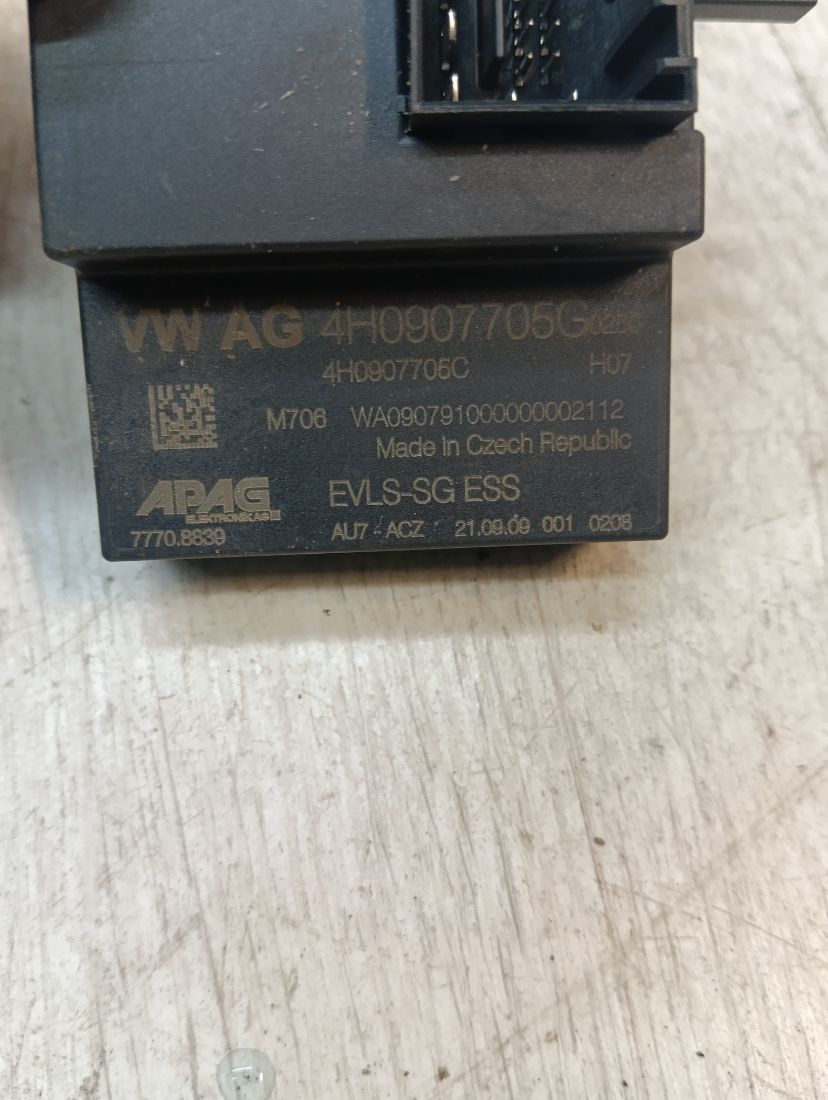 VW AG 4H0907705G
4H0907705C H07
M706 WA090791000000002112
Made in Czech Republic
APAG
ELEKTRONIK AG
EVLS-SG ESS
7770.8839
AU7 - ACZ 21.09.09 001 0208